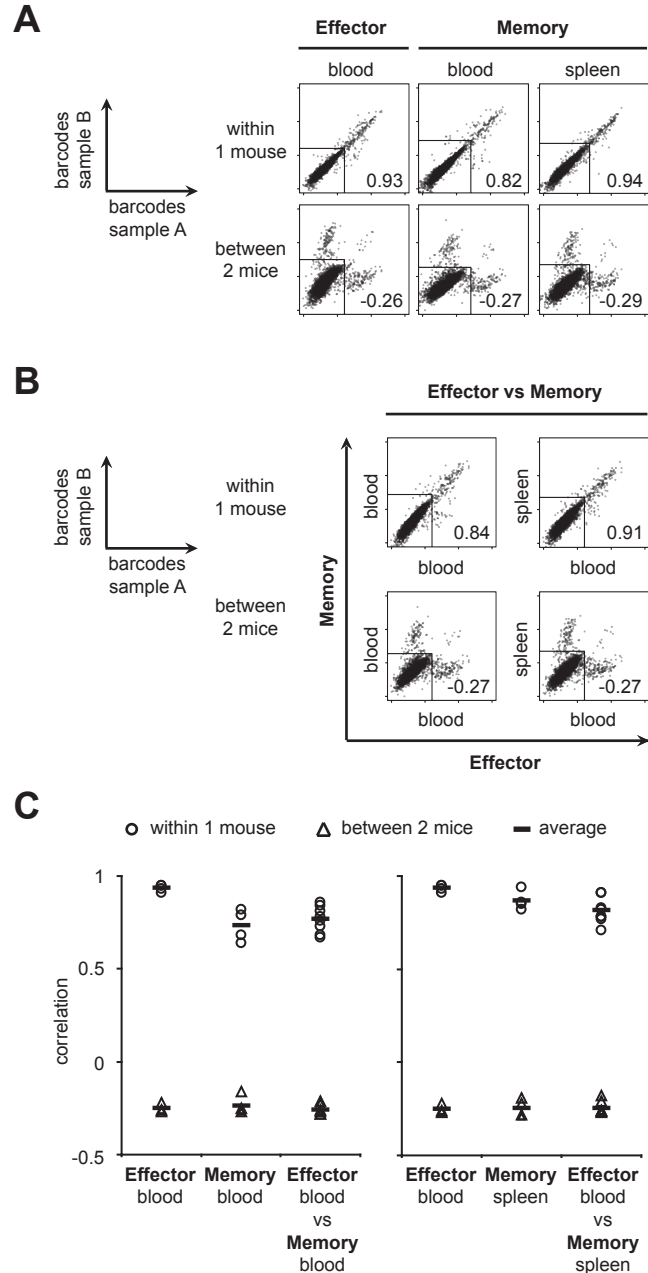 A
Effector
Memory
blood
blood
spleen
barcodes
sample B
barcodes
sample A
within
1 mouse
0.93
0.82
0.94
between
2 mice
-0.26
-0.27
-0.29
B
Effector vs Memory
barcodes
sample B
barcodes
sample A
within
1 mouse
between
2 mice
Memory
blood
0.84
blood
spleen
0.91
blood
blood
-0.27
blood
spleen
-0.27
blood
Effector
C
within 1 mouse
between 2 mice
average
correlation
1
0.5
0
-0.5
Effector
blood
Memory
blood
Effector
blood
vs
Memory
blood
Effector
blood
Memory
spleen
Effector
blood
vs
Memory
spleen